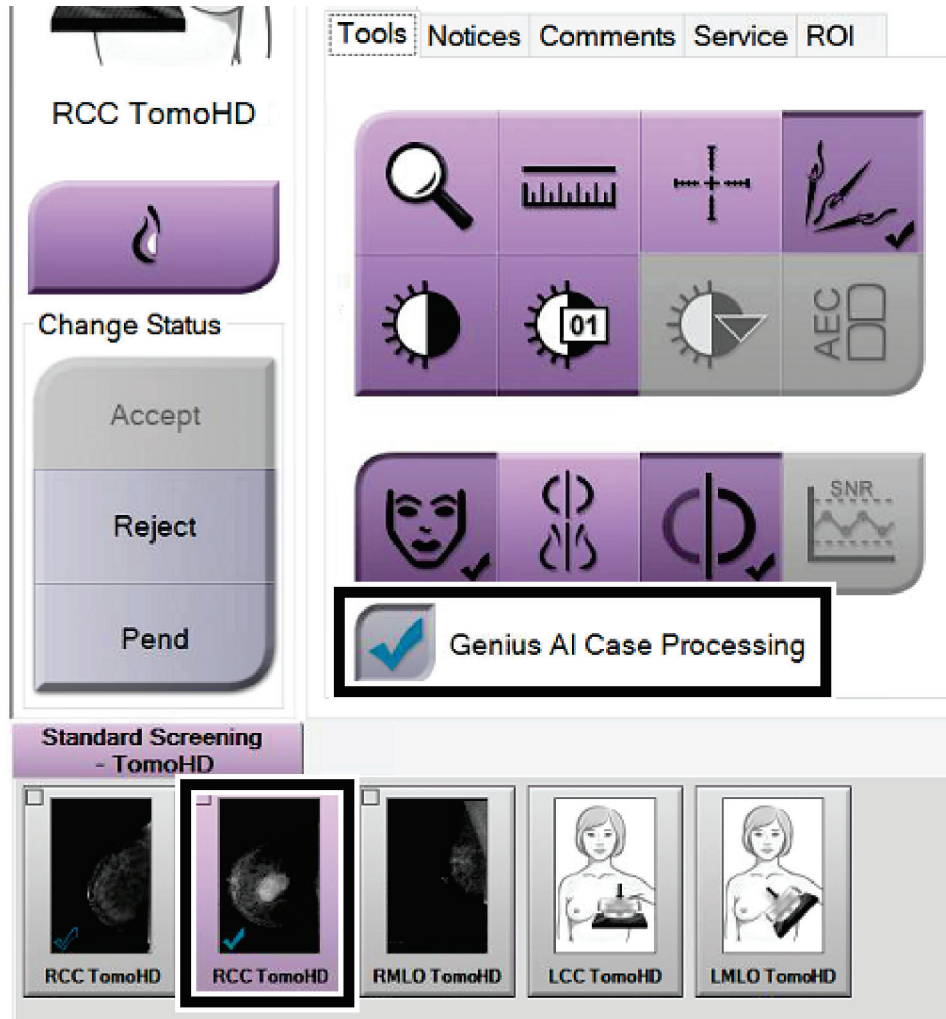 RCC TomoHD
Change Status
Accept
Reject
Pend
Tools Notices Comments Service ROI
01
AEC
SNR
Genius AI Case Processing
Standard Screening
- TomoHD
RCC TomoHD
RCC TomoHD
RMLO TomoHD
LCC TomoHD
LMLO TomoHD